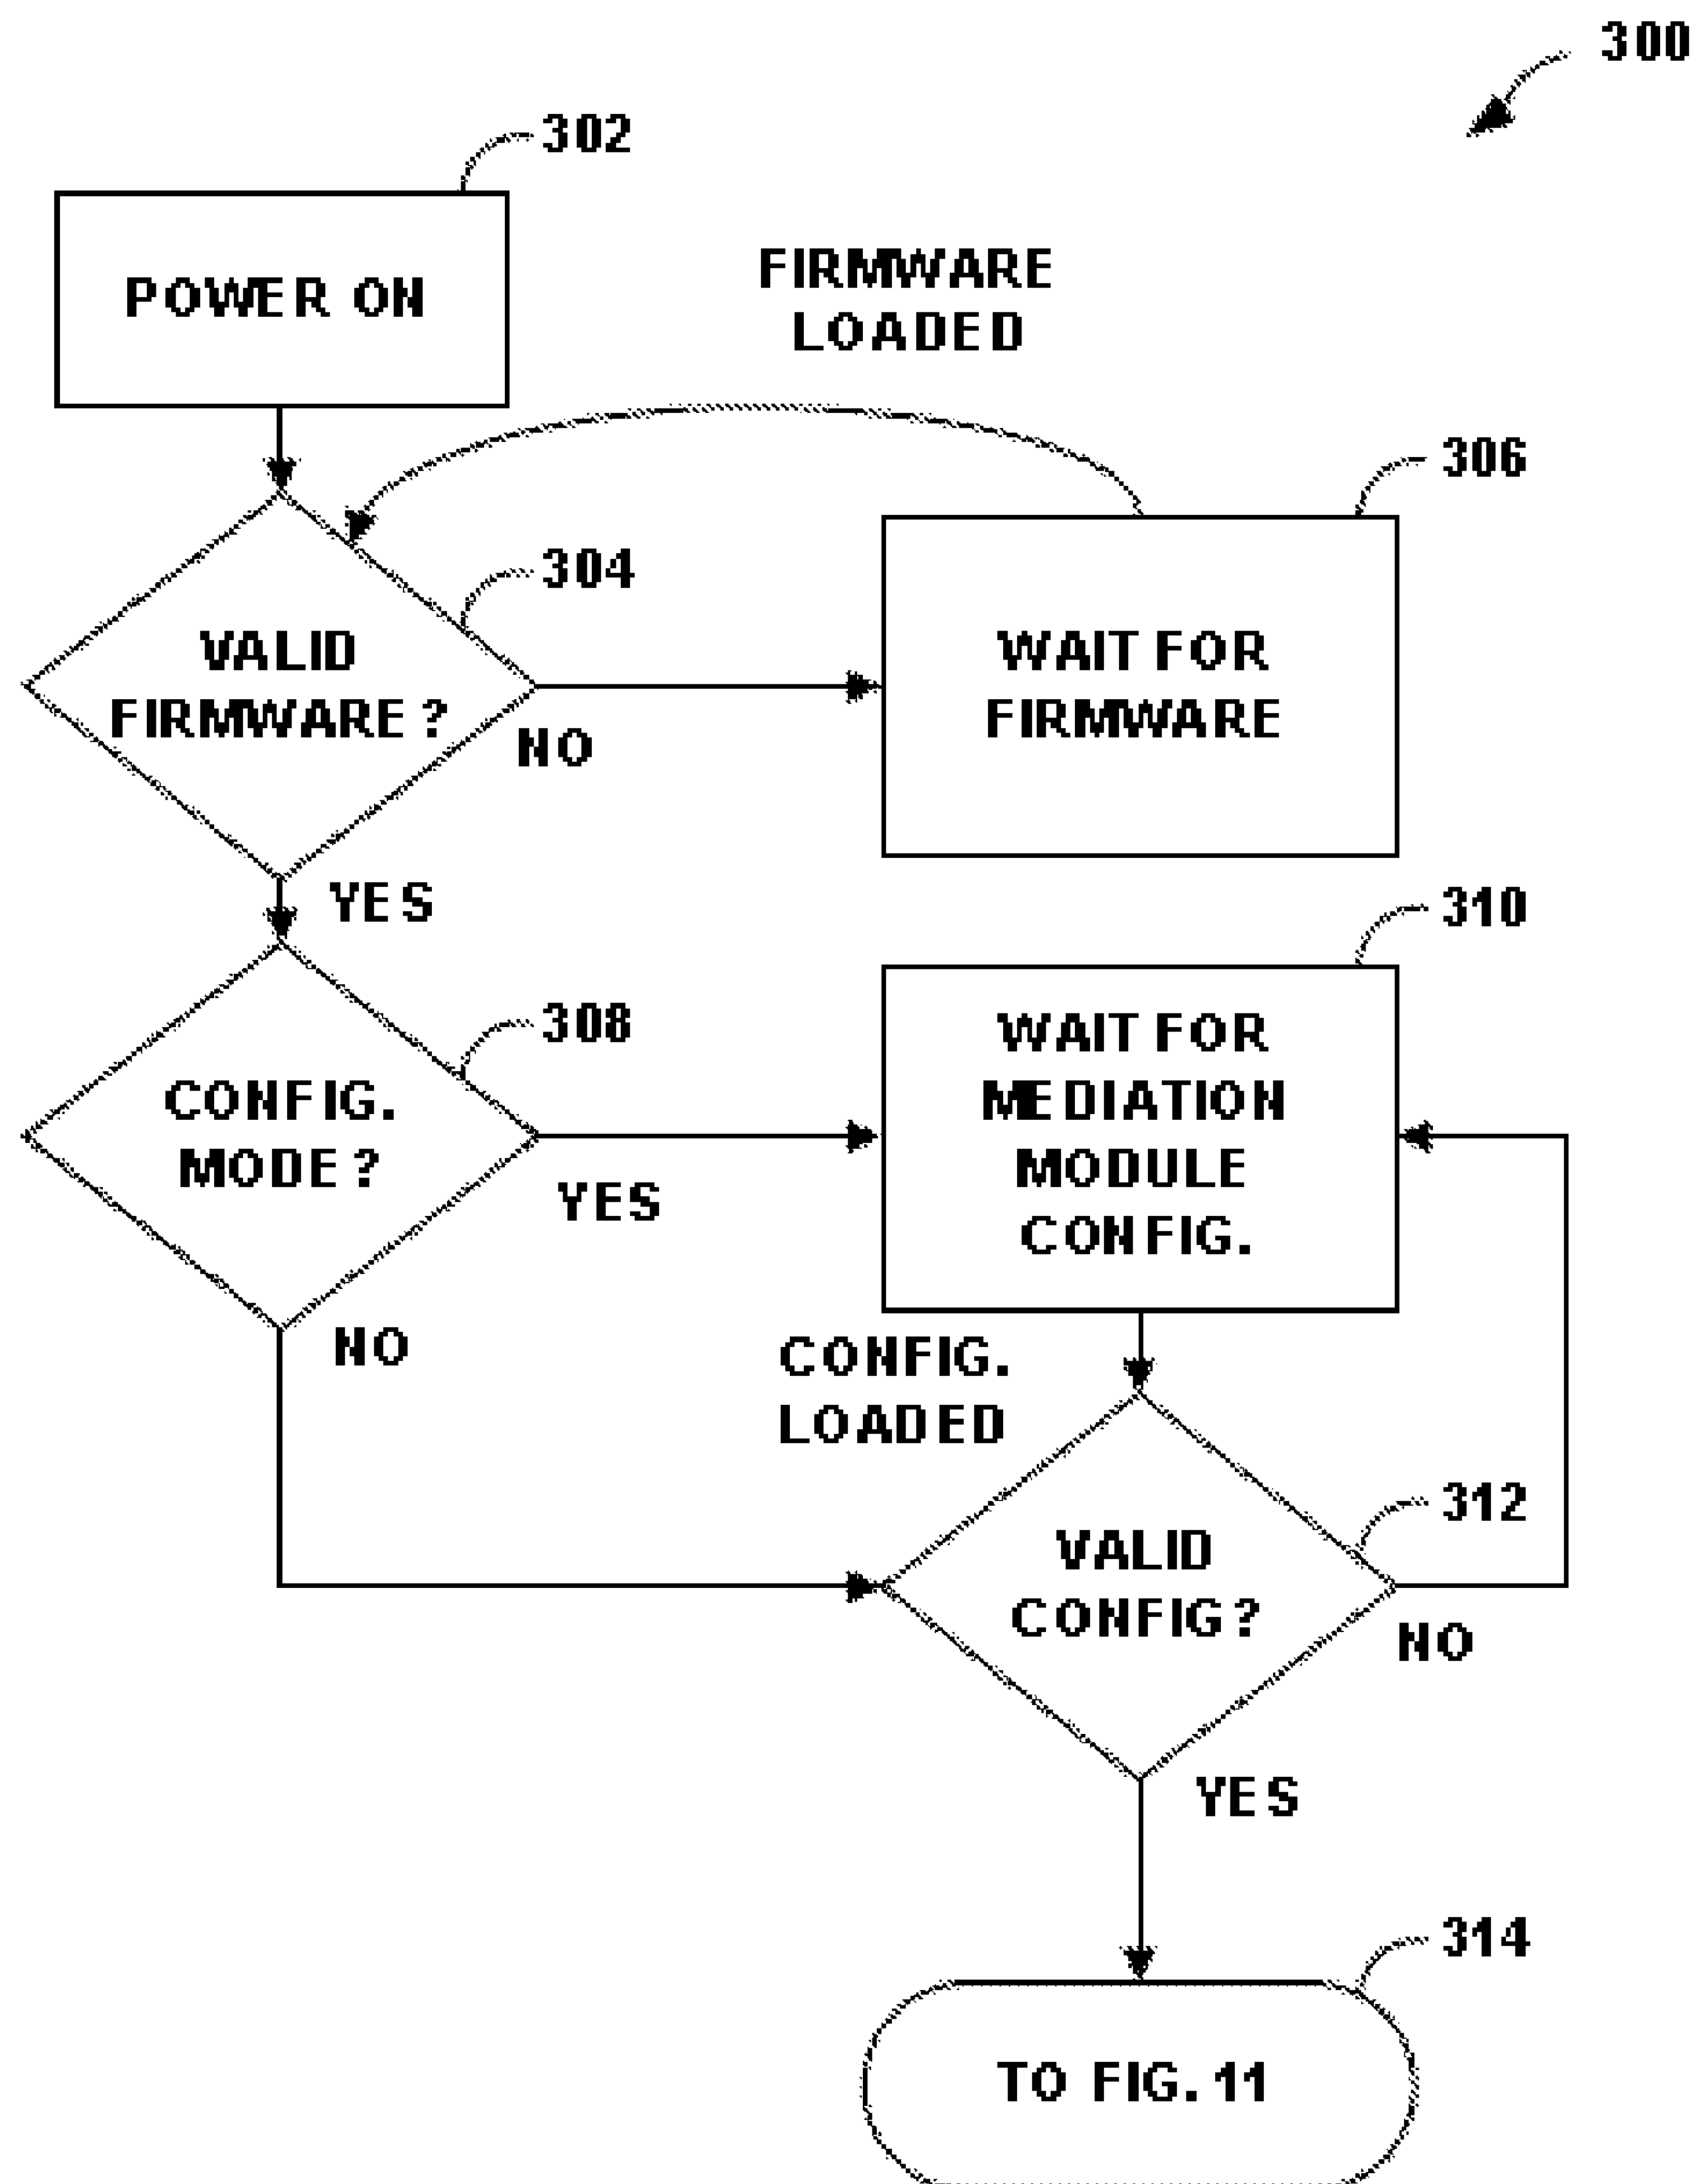 300
302
POWER ON
FIRMWARE
LOADED
306
304
VALID
FIRMWARE?
WAIT FOR
FIRMWARE
NO
YES
310
308
CONFIG.
MODE?
WAIT FOR
MEDIATION
MODULE
CONFIG.
YES
NO
CONFIG.
LOADED
312
VALID
CONFIG?
NO
YES
314
TO FIG. 11